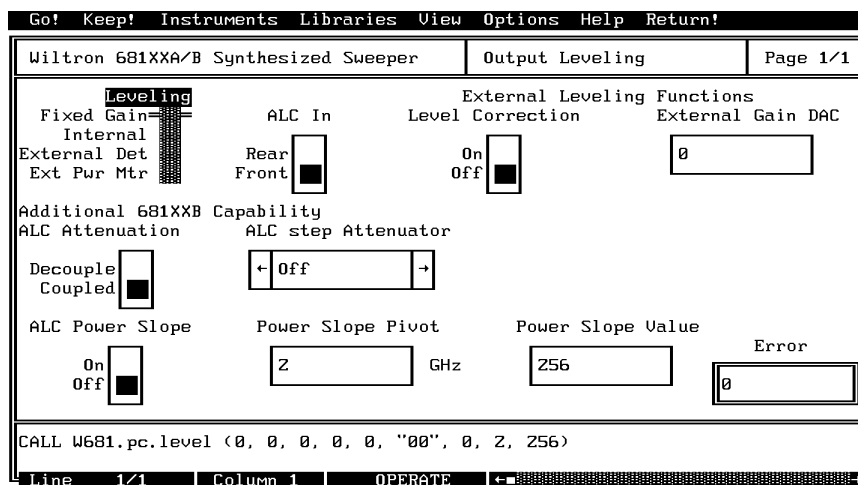 Go! Keep! Instruments Libraries View Options Help Return!
Wiltron 681XXA/B Synthesized Sweeper Output Leveling Page 1/1
Leveling External Leveling Functions
Fixed Gain ALC In Level Correction External Gain DAC
Internal
External Det Rear On 0
Ext Pwr Mtr Front Off
Additional 681XXB Capability
ALC Attenuation ALC step Attenuator
Decouple ← Off →
Coupled
ALC Power Slope Power Slope Pivot Power Slope Value
Error
On 2 GHz 256
Off 0
CALL W681.pc.level (0, 0, 0, 0, 0, "00", 0, 2, 256)
Line 1/1 Column 1 OPERATE ←